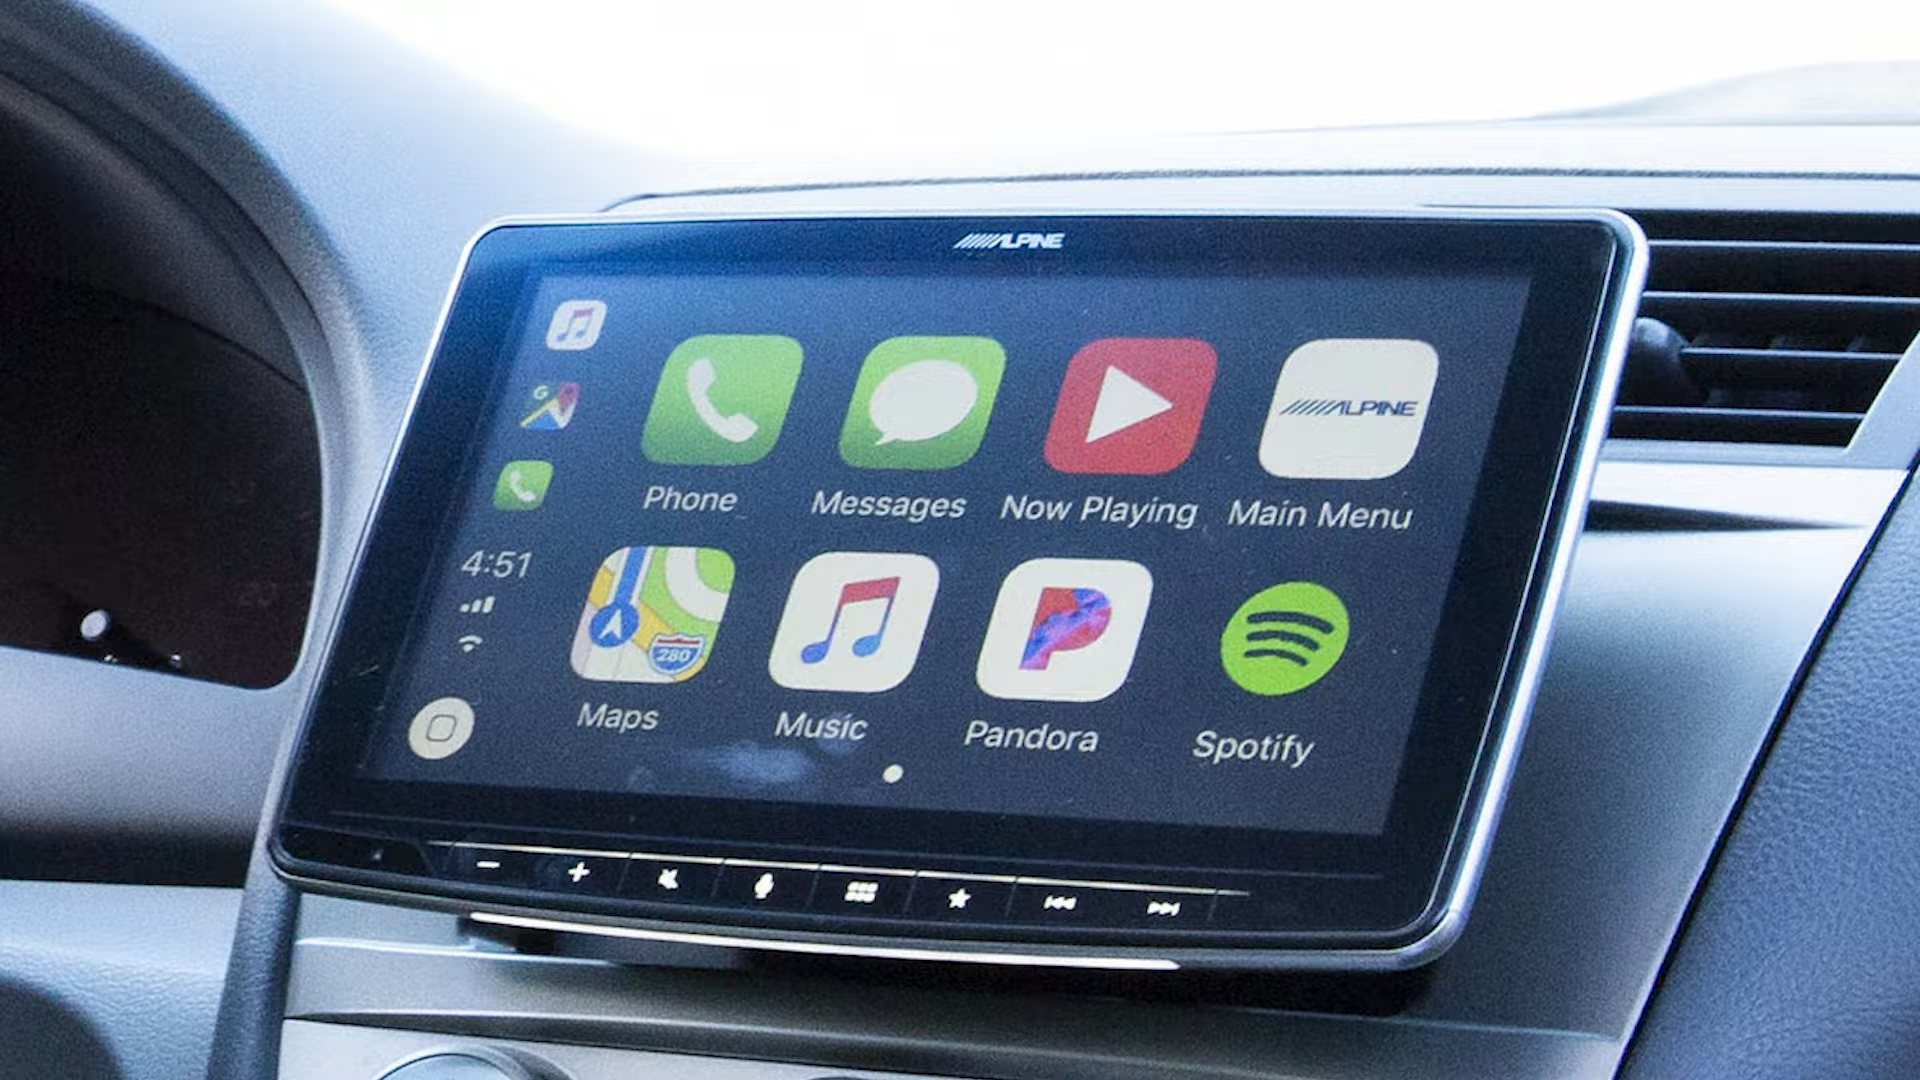 ALPINE
G
Phone
Messages
Now Playing
ALPINE
Main Menu
4:51
280
Maps
Music
Pandora
Spotify